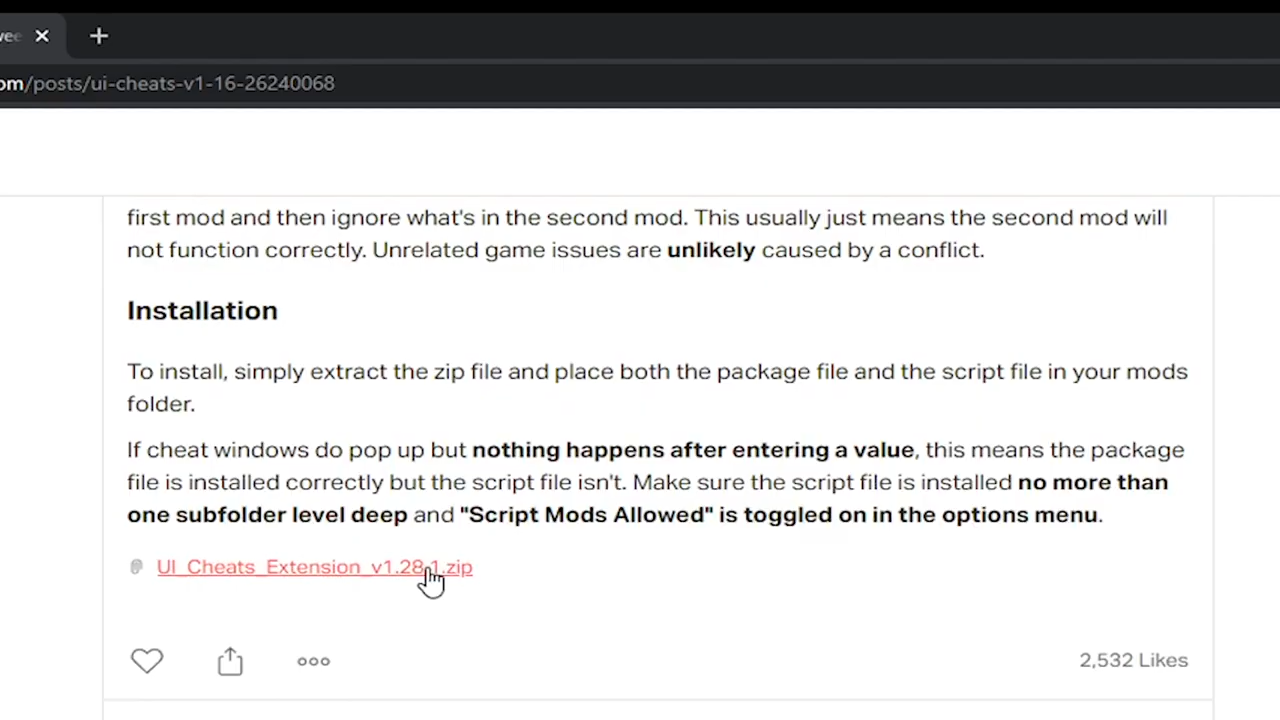 wee
om/posts/ui-cheats-v1-16-26240068
first mod and then ignore what's in the second mod. This usually just means the second mod will
not function correctly. Unrelated game issues are unlikely caused by a conflict.
Installation
To install, simply extract the zip file and place both the package file and the script file in your mods
folder.
If cheat windows do pop up but nothing happens after entering a value, this means the package
file is installed correctly but the script file isn't. Make sure the script file is installed no more than
one subfolder level deep and "Script Mods Allowed" is toggled on in the options menu.
UI_Cheats_Extension_v1.28.1.zip
2,532 Likes